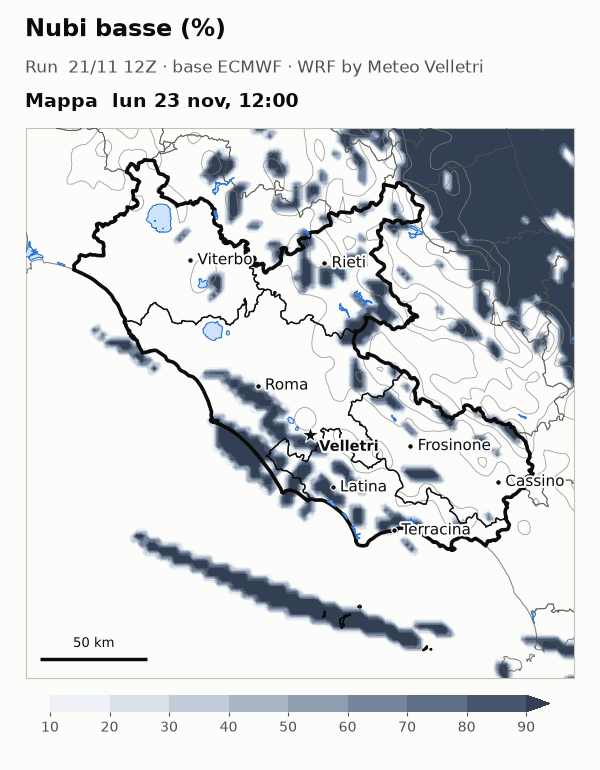 Nubi basse (%)
Run 21/11 12Z · base ECMWF · WRF by Meteo Velletri
Mappa lun 23 nov, 12:00
Viterbo
Rieti
Roma
Velletri
Frosinone
Cassino
Latina
Terracina
50 km
10 20 30 40 50 60 70 80 90